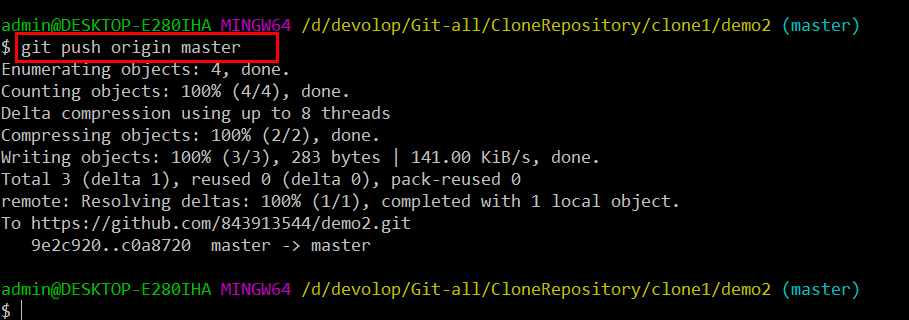 admin@DESKTOP-E280IHA MINGW64 /d/devolop/Git-all/CloneRepository/clone1/demo2 (master)
$ git push origin master
Enumerating objects: 4, done.
Counting objects: 100% (4/4), done.
Delta compression using up to 8 threads
Compressing objects: 100% (2/2), done.
Writing objects: 100% (3/3), 283 bytes | 141.00 KiB/s, done.
Total 3 (delta 1), reused 0 (delta 0), pack-reused 0
remote: Resolving deltas: 100% (1/1), completed with 1 local object.
To https://github.com/843913544/demo2.git
   9e2c920..c0a8720  master -> master
admin@DESKTOP-E280IHA MINGW64 /d/devolop/Git-all/CloneRepository/clone1/demo2 (master)
$